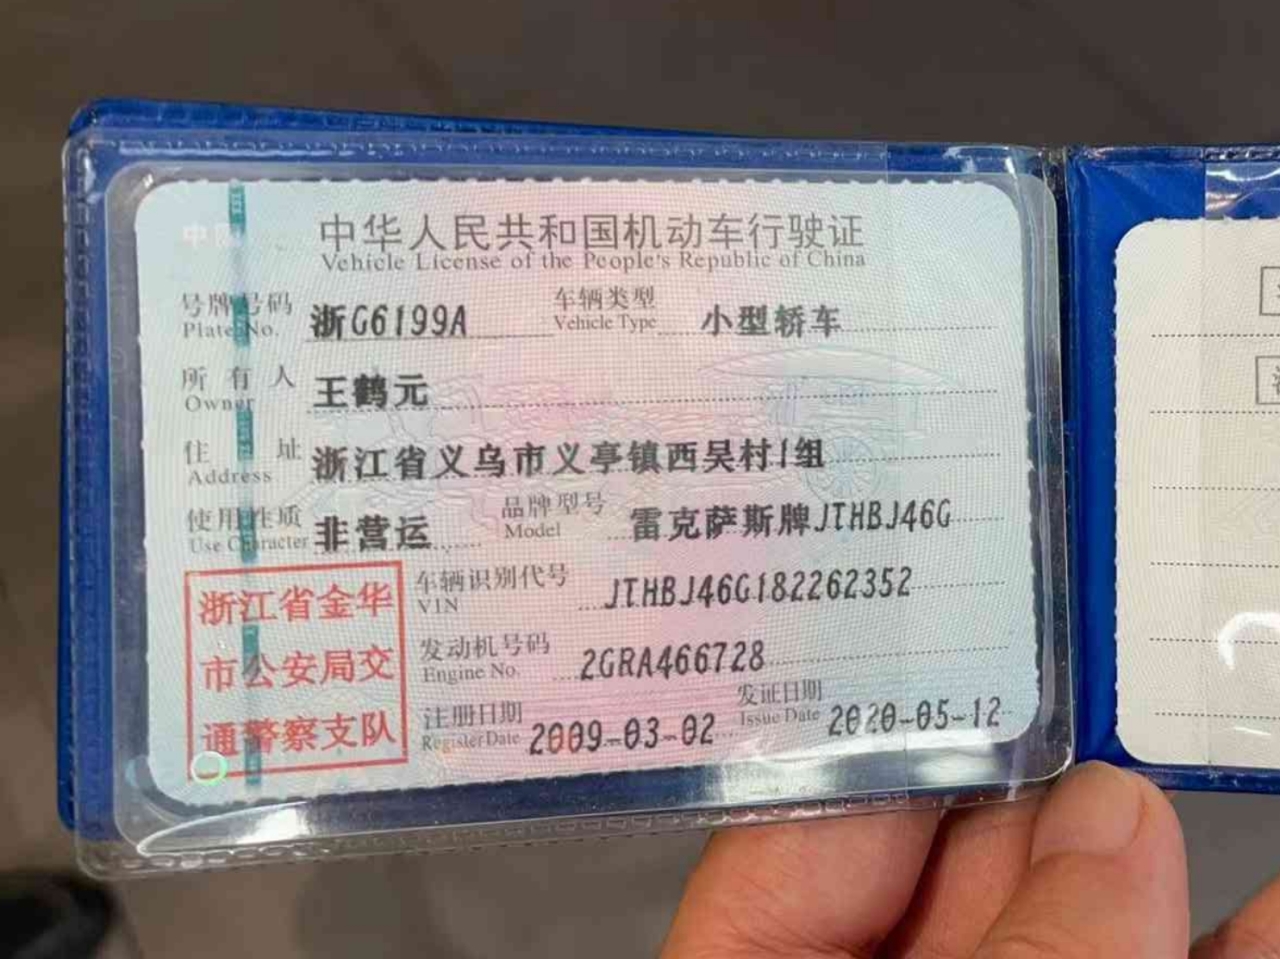 中华人民共和国机动车行驶证
Vehicle License of the People's Republic of China
号牌号码 浙G6199A 车辆类型 小型轿车
Plate No. Vehicle Type
所有人 王鹤元
Owner
住址 浙江省义乌市义亭镇西吴村1组
Address
使用性质 非营运 品牌型号 雷克萨斯牌JTHBJ46G
Use Character Model
浙江省金华
市公安局交
通警察支队
车辆识别代号 JTHBJ46G182262352
VIN
发动机号码 2GRA466728
Engine No.
注册日期 2009-03-02 发证日期 2020-05-12
Register Date Issue Date